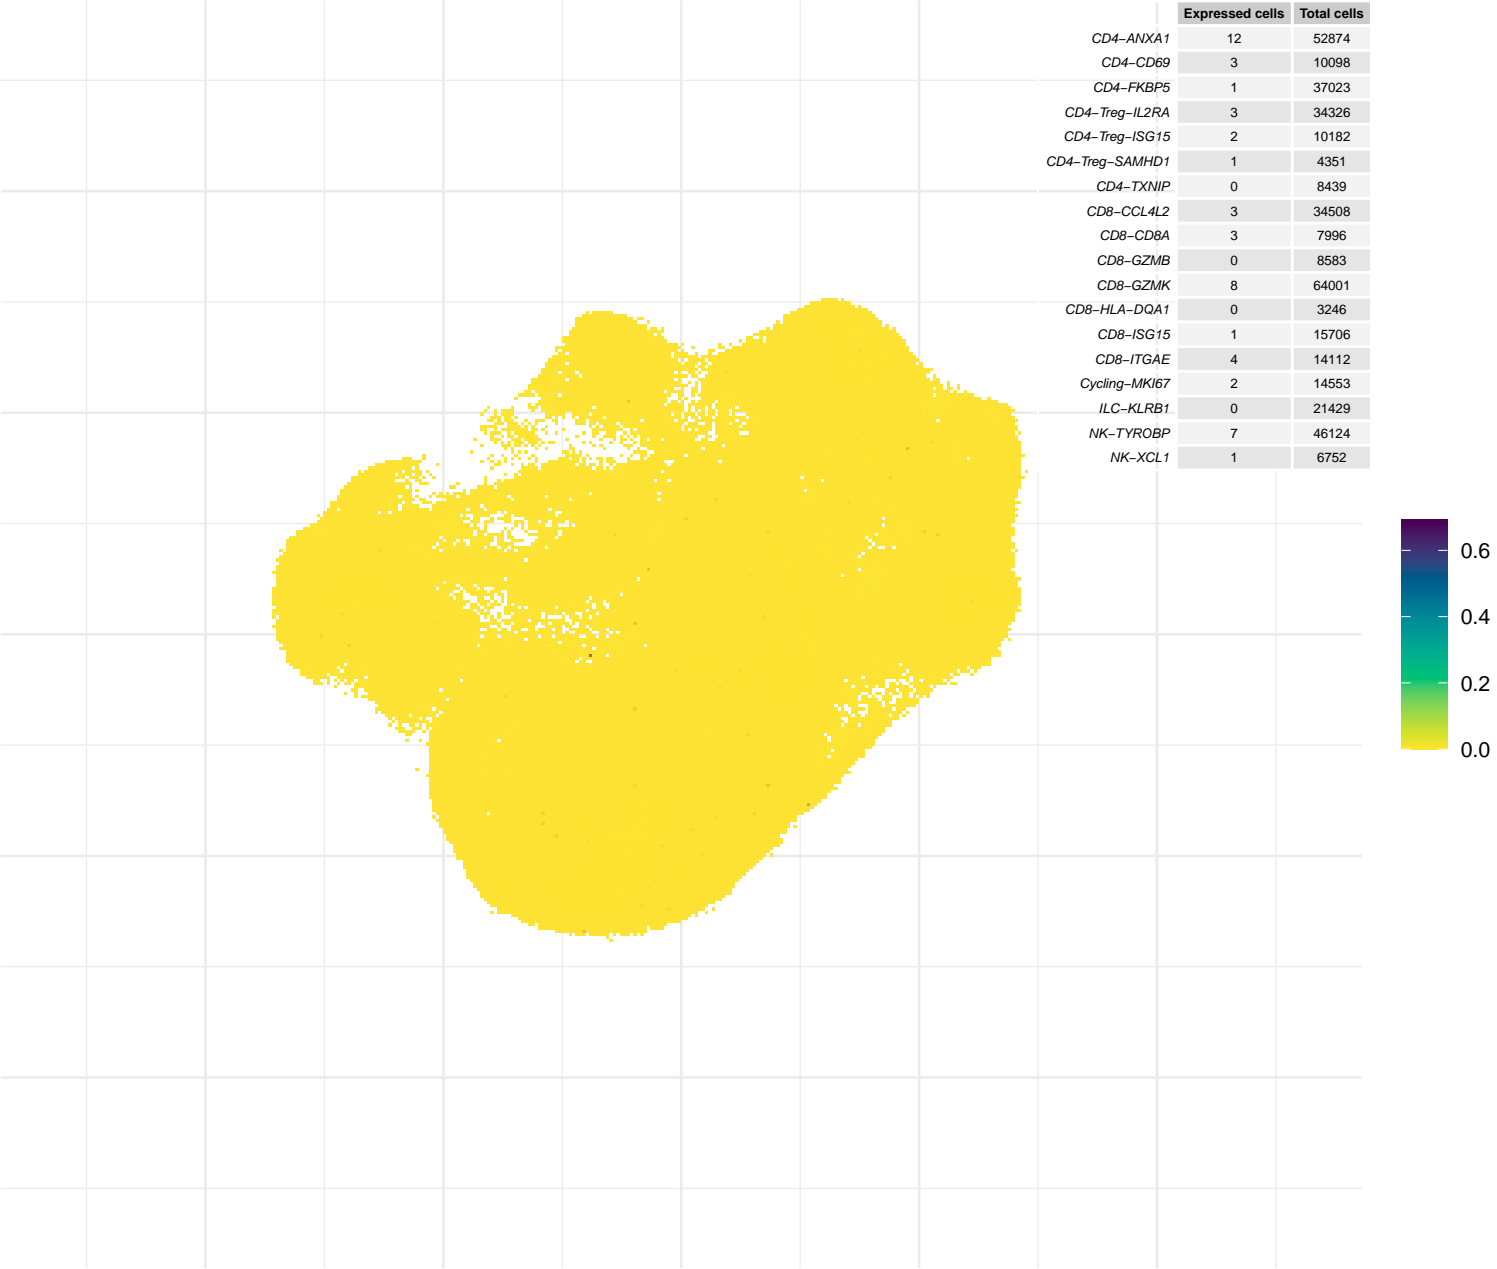 Expressed cells Total cells
CD4−ANXA1 12 52874
CD4−CD69 3 10098
CD4−FKBP5 1 37023
CD4−Treg−IL2RA 3 34326
CD4−Treg−ISG15 2 10182
CD4−Treg−SAMHD1 1 4351
CD4−TXNIP 0 8439
CD8−CCL4L2 3 34508
CD8−CD8A 3 7996
CD8−GZMB 0 8583
CD8−GZMK 8 64001
CD8−HLA−DQA1 0 3246
CD8−ISG15 1 15706
CD8−ITGAE 4 14112
Cycling−MKI67 2 14553
ILC−KLRB1 0 21429
NK−TYROBP 7 46124
NK−XCL1 1 6752
0.6
0.4
0.2
0.0